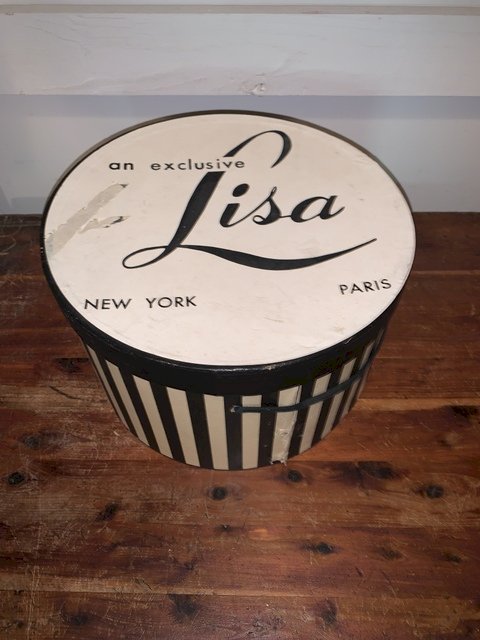 an exclusive
Lisa
NEW YORK PARIS